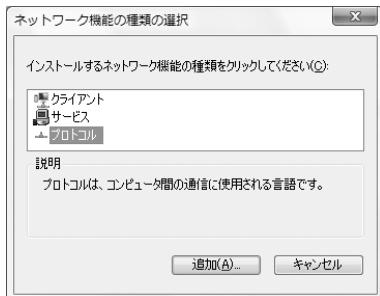 ネットワーク機能の種類の選択
インストールするネットワーク機能の種類をクリックしてください(C):
クライアント
サービス
プロトコル
説明
プロトコルは、コンピュータ間の通信に使用される言語です。
追加(A)...
キャンセル